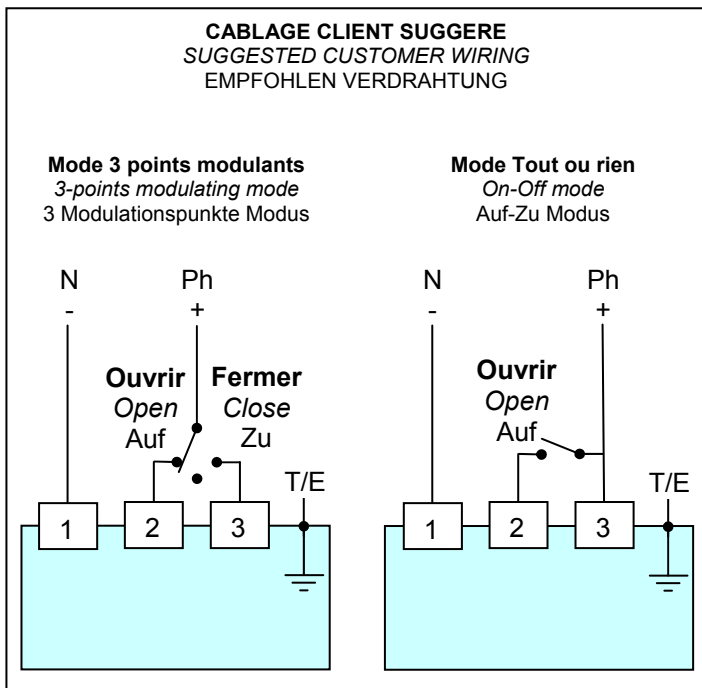 CABLAGE CLIENT SUGGERE
SUGGESTED CUSTOMER WIRING
EMPFOHLEN VERDRAHTUNG
Mode 3 points modulants
3-points modulating mode
3 Modulationspunkte Modus
N
Ph
-
+
Ouvrir
Open
Auf
Fermer
Close
Zu
T/E
1
2
3
Mode Tout ou rien
On-Off mode
Auf-Zu Modus
N
Ph
-
+
Ouvrir
Open
Auf
T/E
1
2
3